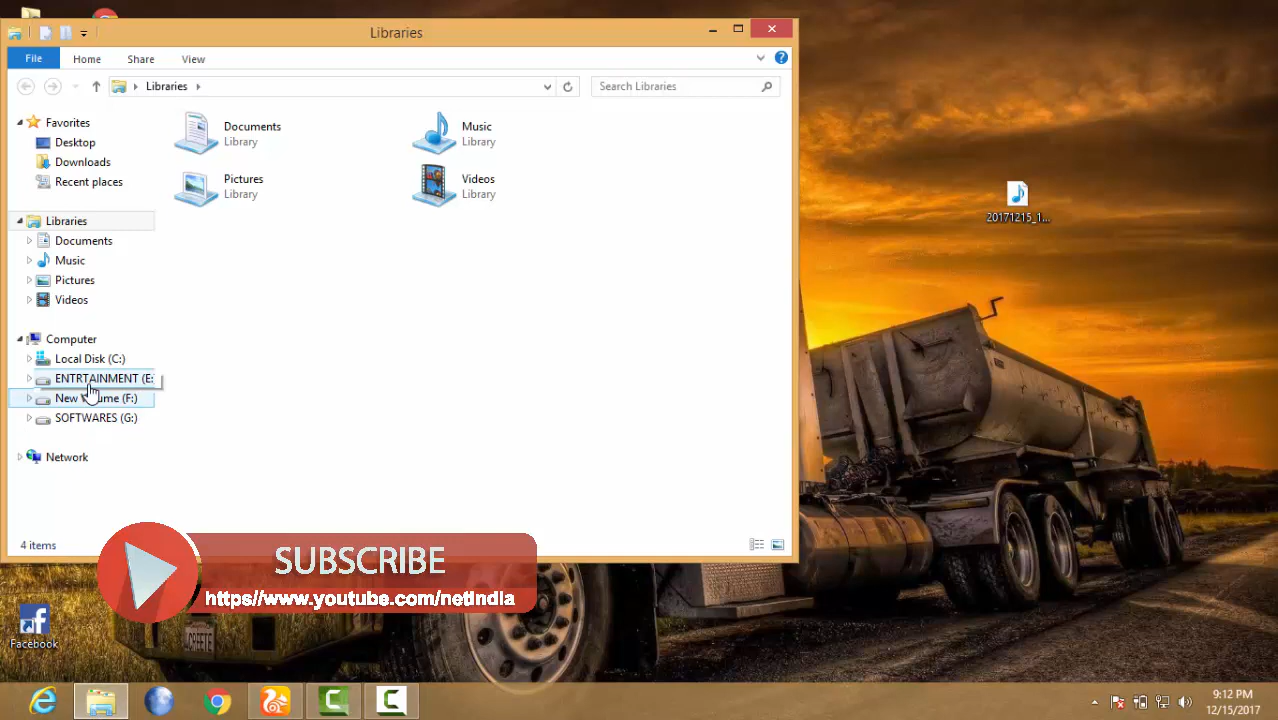 Libraries
File Home Share View
Libraries
Search Libraries
Favorites
Desktop
Downloads
Recent places
Libraries
Documents
Music
Pictures
Videos
Computer
Local Disk (C:)
ENTRTAINMENT (E:
New Volume (F:)
SOFTWARES (G:)
Network
Documents
Library
Music
Library
Pictures
Library
Videos
Library
4 items
20171215_1...
SUBSCRIBE
https//www.youtube.com/netindia
Facebook
9:12 PM
12/15/2017